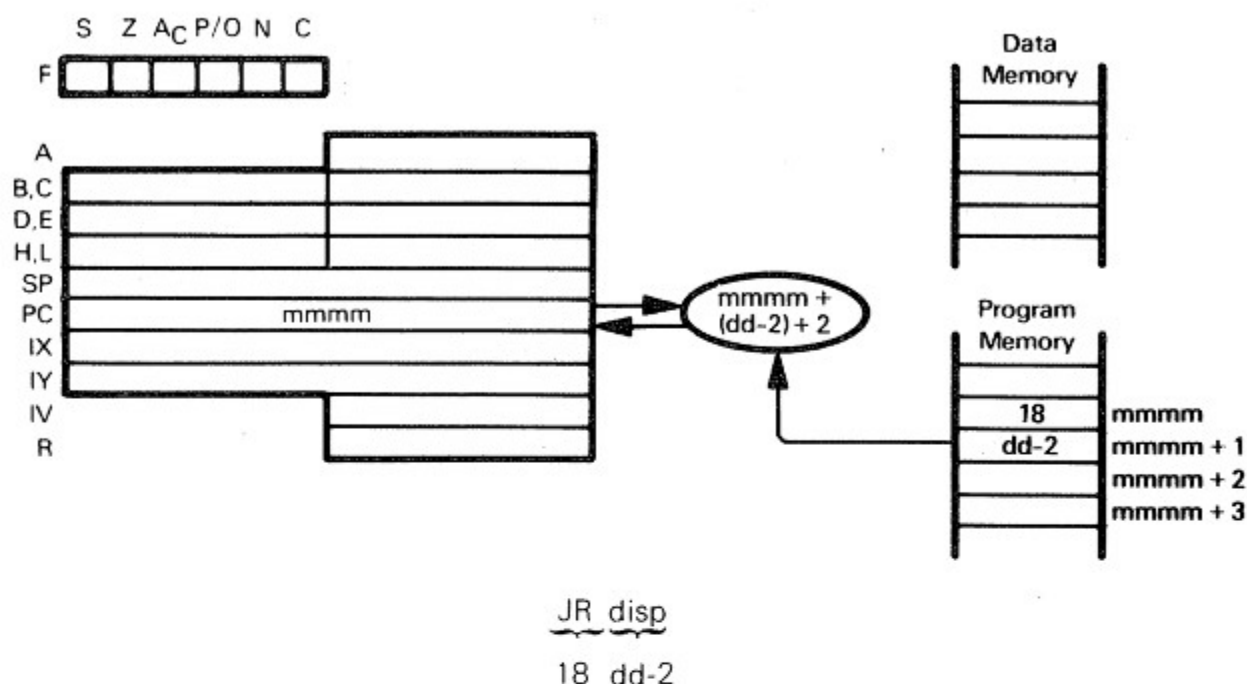 S Z AC P/O N C
F
A
B,C
D,E
H,L
SP
PC
IX
IY
IV
R
mmmm
mmmm +
(dd-2) + 2
Data
Memory
Program
Memory
18 mmmm
dd-2 mmmm + 1
mmmm + 2
mmmm + 3
JR disp
18 dd-2